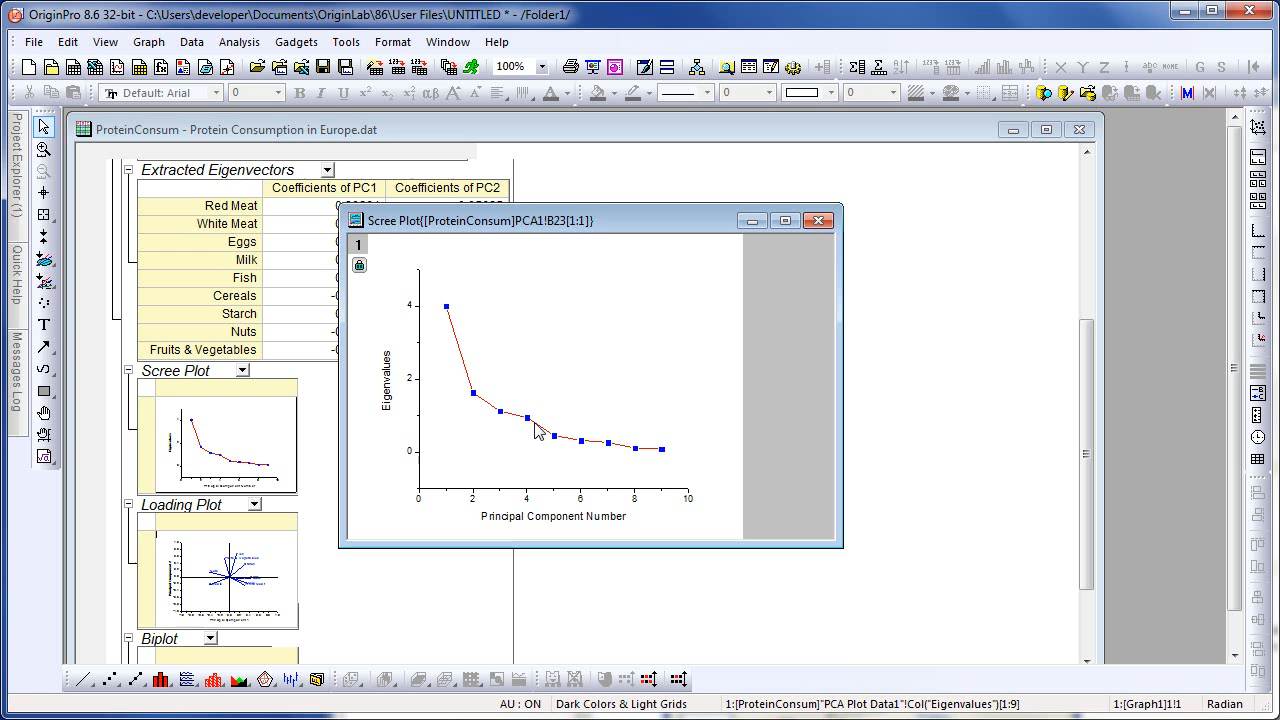 OriginPro 8.6 32-bit - C:\Users\developer\Documents\OriginLab\86\User Files\UNTITLED * - /Folder1/
File Edit View Graph Data Analysis Gadgets Tools Format Window Help
100%
Default: Arial 0 B I U 0 0
Project Explorer (1)
Quick Help
Messages Log
ProteinConsum - Protein Consumption in Europe.dat
Extracted Eigenvectors
Coefficients of PC1 Coefficients of PC2
Red Meat
White Meat
Eggs
Milk
Fish
Cereals -0
Starch
Nuts -0
Fruits & Vegetables -0
Scree Plot
Loading Plot
Biplot
Scree Plot{[ProteinConsum]PCA1!B23[1:1]}
1
4
2
0
Eigenvalues
0 2 4 6 8 10
Principal Component Number
AU : ON Dark Colors & Light Grids 1:[ProteinConsum]"PCA Plot Data1"!Col("Eigenvalues")[1:9] 1:[Graph1]1!1 Radian